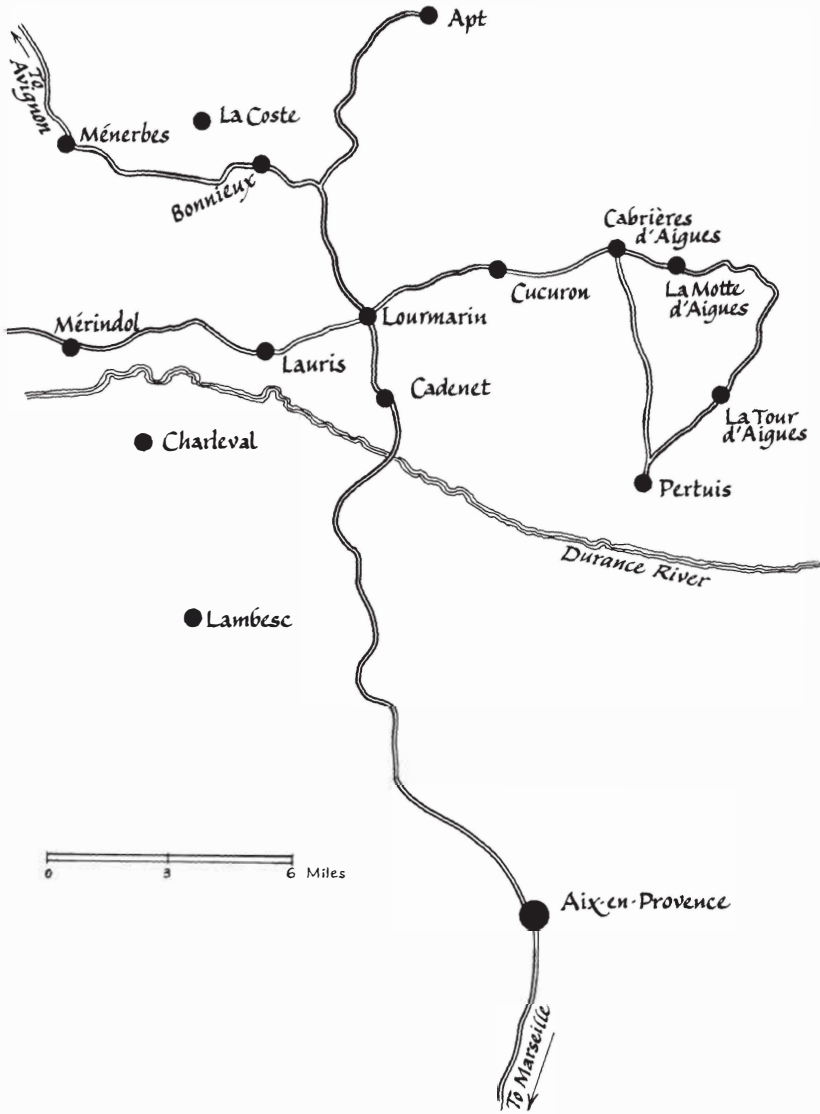 Apt
To
Avignon
La Coste
Ménerbes
Bonnieux
Cabrières
d'Aigues
La Motte
d'Aigues
Cucuron
Mérindol
Lourmarin
Lauris
Cadenet
La Tour
d'Aigues
Charleval
Pertuis
Durance River
Lambesc
0 3 6 Miles
Aix-en-Provence
To Marseille